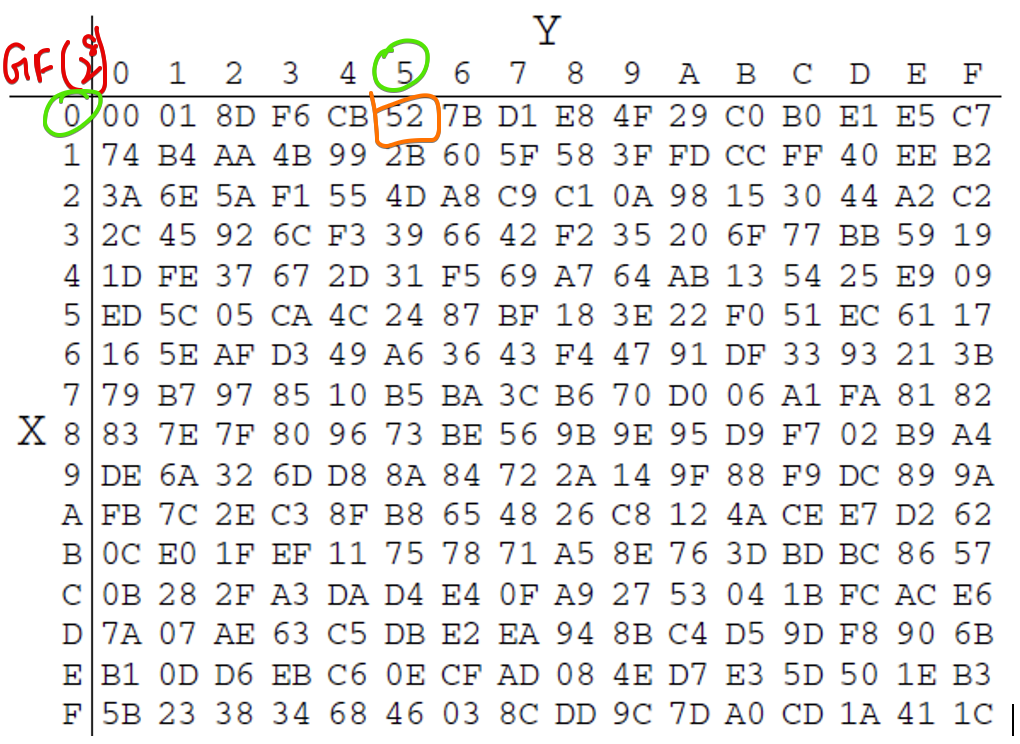 Y
GF(2^8) 0 1 2 3 4 5 6 7 8 9 A B C D E F
0 00 01 8D F6 CB 52 7B D1 E8 4F 29 C0 B0 E1 E5 C7
1 74 B4 AA 4B 99 2B 60 5F 58 3F FD CC FF 40 EE B2
2 3A 6E 5A F1 55 4D A8 C9 C1 0A 98 15 30 44 A2 C2
3 2C 45 92 6C F3 39 66 42 F2 35 20 6F 77 BB 59 19
4 1D FE 37 67 2D 31 F5 69 A7 64 AB 13 54 25 E9 09
5 ED 5C 05 CA 4C 24 87 BF 18 3E 22 F0 51 EC 61 17
6 16 5E AF D3 49 A6 36 43 F4 47 91 DF 33 93 21 3B
7 79 B7 97 85 10 B5 BA 3C B6 70 D0 06 A1 FA 81 82
X 8 83 7E 7F 80 96 73 BE 56 9B 9E 95 D9 F7 02 B9 A4
9 DE 6A 32 6D D8 8A 84 72 2A 14 9F 88 F9 DC 89 9A
A FB 7C 2E C3 8F B8 65 48 26 C8 12 4A CE E7 D2 62
B 0C E0 1F EF 11 75 78 71 A5 8E 76 3D BD BC 86 57
C 0B 28 2F A3 DA D4 E4 0F A9 27 53 04 1B FC AC E6
D 7A 07 AE 63 C5 DB E2 EA 94 8B C4 D5 9D F8 90 6B
E B1 0D D6 EB C6 0E CF AD 08 4E D7 E3 5D 50 1E B3
F 5B 23 38 34 68 46 03 8C DD 9C 7D A0 CD 1A 41 1C